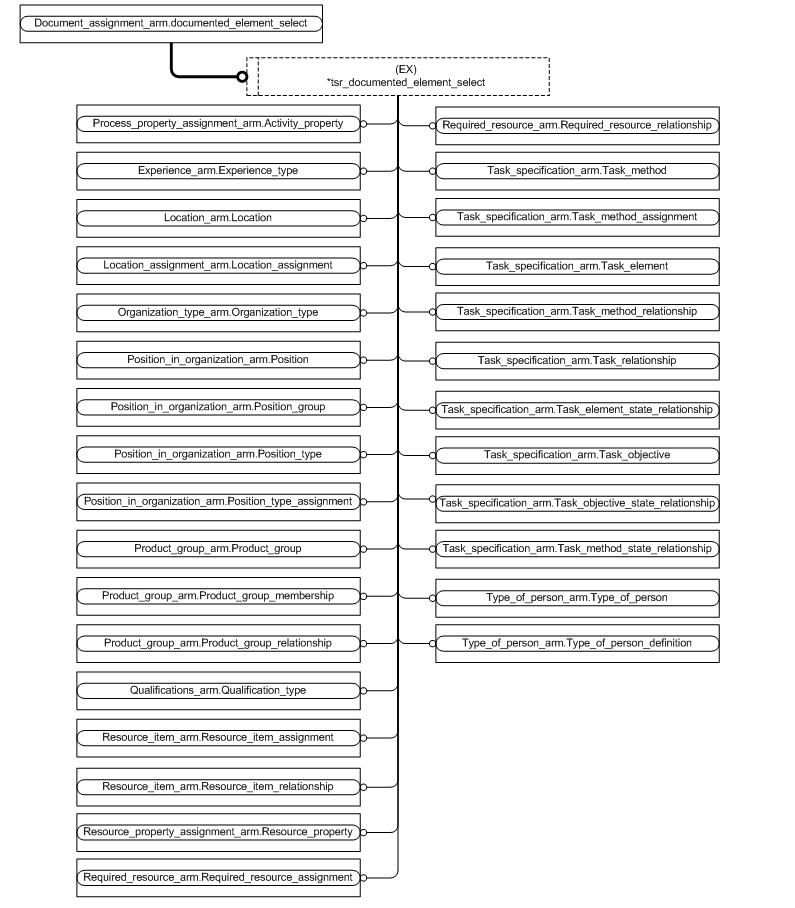 Document_assignment_arm.documented_element_select
(EX)
*tsr_documented_element_select
Process_property_assignment_arm.Activity_property
Experience_arm.Experience_type
Location_arm.Location
Location_assignment_arm.Location_assignment
Organization_type_arm.Organization_type
Position_in_organization_arm.Position
Position_in_organization_arm.Position_group
Position_in_organization_arm.Position_type
Position_in_organization_arm.Position_type_assignment
Product_group_arm.Product_group
Product_group_arm.Product_group_membership
Product_group_arm.Product_group_relationship
Qualifications_arm.Qualification_type
Resource_item_arm.Resource_item_assignment
Resource_item_arm.Resource_item_relationship
Resource_property_assignment_arm.Resource_property
Required_resource_arm.Required_resource_assignment
Required_resource_arm.Required_resource_relationship
Task_specification_arm.Task_method
Task_specification_arm.Task_method_assignment
Task_specification_arm.Task_element
Task_specification_arm.Task_method_relationship
Task_specification_arm.Task_relationship
Task_specification_arm.Task_element_state_relationship
Task_specification_arm.Task_objective
Task_specification_arm.Task_objective_state_relationship
Task_specification_arm.Task_method_state_relationship
Type_of_person_arm.Type_of_person
Type_of_person_arm.Type_of_person_definition